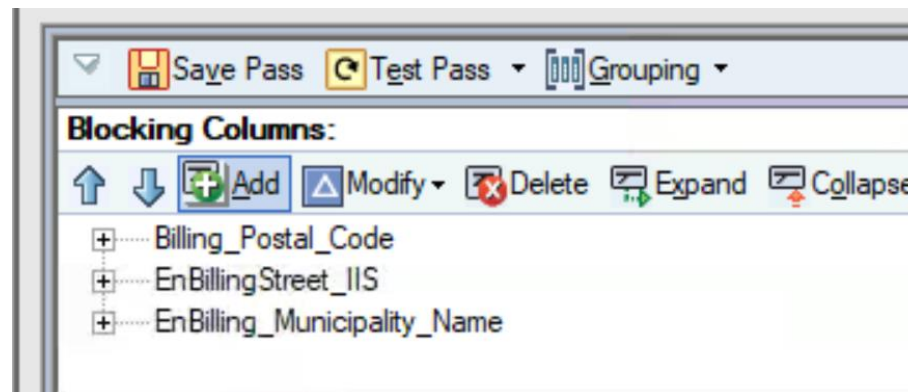 Save Pass Test Pass Grouping
Blocking Columns:
Add Modify Delete Expand Collapse
Billing_Postal_Code
EnBillingStreet_IIS
EnBilling_Municipality_Name